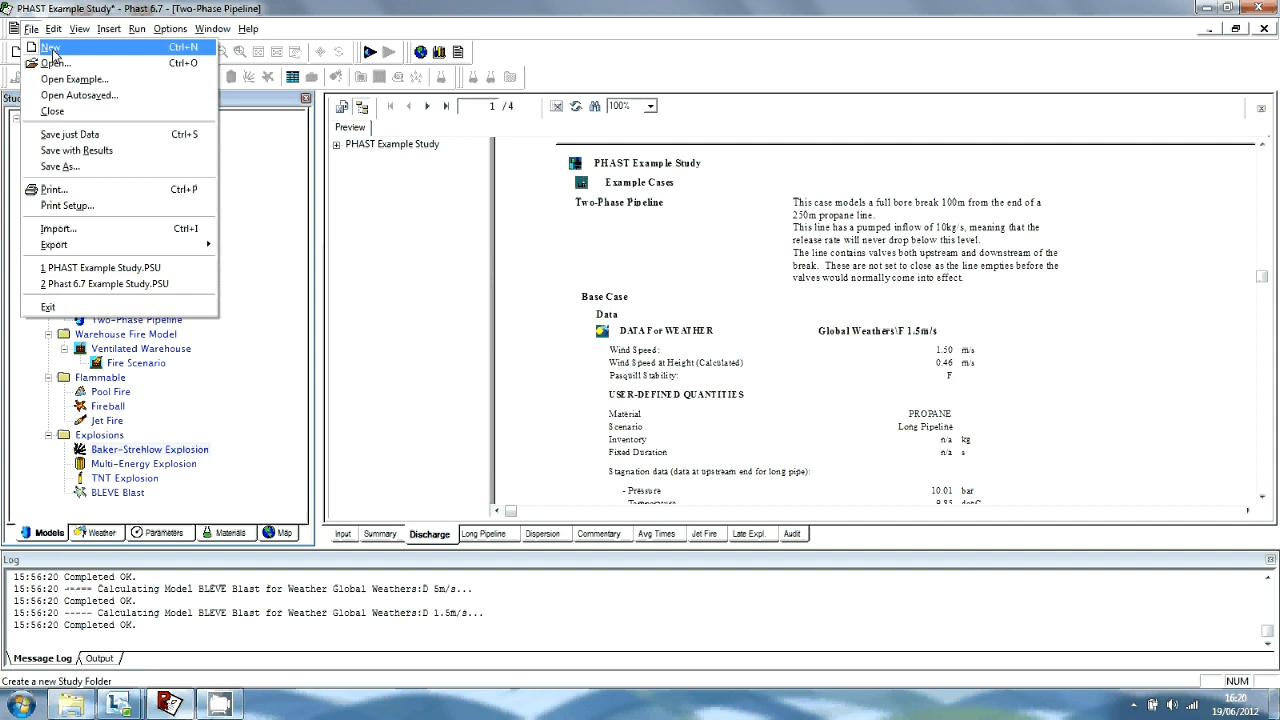 PHAST Example Study* - Phast 6.7 - [Two-Phase Pipeline]
File Edit View Insert Run Options Window Help
New Ctrl+N
Open... Ctrl+O
Open Example...
Open Autosaved...
Close
Save just Data Ctrl+S
Save with Results
Save As...
Print... Ctrl+P
Print Setup...
Import... Ctrl+I
Export
1 PHAST Example Study.PSU
2 Phast 6.7 Example Study.PSU
Exit
Two-Phase Pipeline
Warehouse Fire Model
Ventilated Warehouse
Fire Scenario
Flammable
Pool Fire
Fireball
Jet Fire
Explosions
Baker-Strehlow Explosion
Multi-Energy Explosion
TNT Explosion
BLEVE Blast
Models Weather Parameters Materials Map
1 / 4 100%
Preview
PHAST Example Study
PHAST Example Study
Example Cases
Two-Phase Pipeline
This case models a full bore break 100m from the end of a
250m propane line.
This line has a pumped inflow of 10kg/s, meaning that the
release rate will never drop below this level.
The line contains valves both upstream and downstream of the
break. These are not set to close as the line empties before the
valves would normally come into effect.
Base Case
Data
DATA For WEATHER Global Weathers\F 1.5m/s
Wind Speed: 1.50 m/s
Wind Speed at Height (Calculated) 0.46 m/s
Pasquill Stability: F
USER-DEFINED QUANTITIES
Material PROPANE
Scenario Long Pipeline
Inventory n/a kg
Fixed Duration n/a s
Stagnation data (data at upstream end for long pipe):
- Pressure 10.01 bar
- Temperature 9.85 degC
Input Summary Discharge Long Pipeline Dispersion Commentary Avg Times Jet Fire Late Expl. Audit
Log
15:56:20 Completed OK.
15:56:20 ----- Calculating Model BLEVE Blast for Weather Global Weathers:D 5m/s...
15:56:20 Completed OK.
15:56:20 ----- Calculating Model BLEVE Blast for Weather Global Weathers:D 1.5m/s...
15:56:20 Completed OK.
Message Log Output
Create a new Study Folder NUM
16:20
19/06/2012